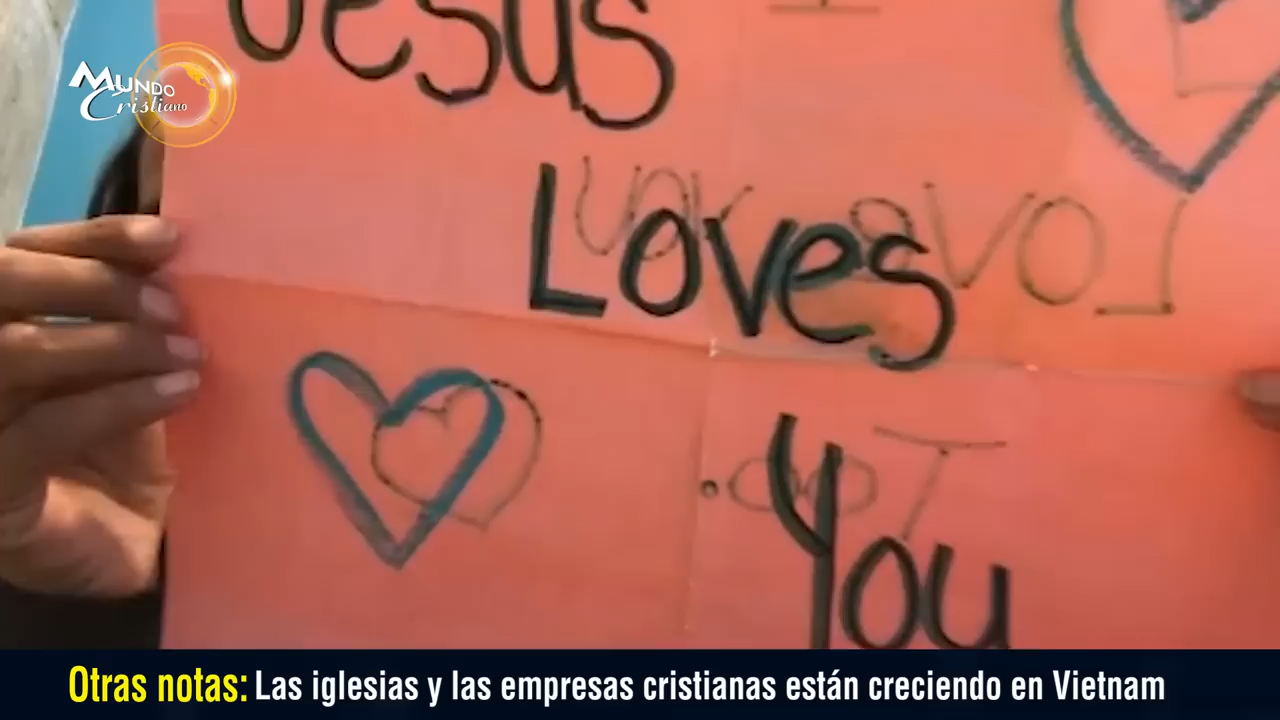 Jesus
Loves
You
Mundo
Cristiano
Otras notas: Las iglesias y las empresas cristianas están creciendo en Vietnam